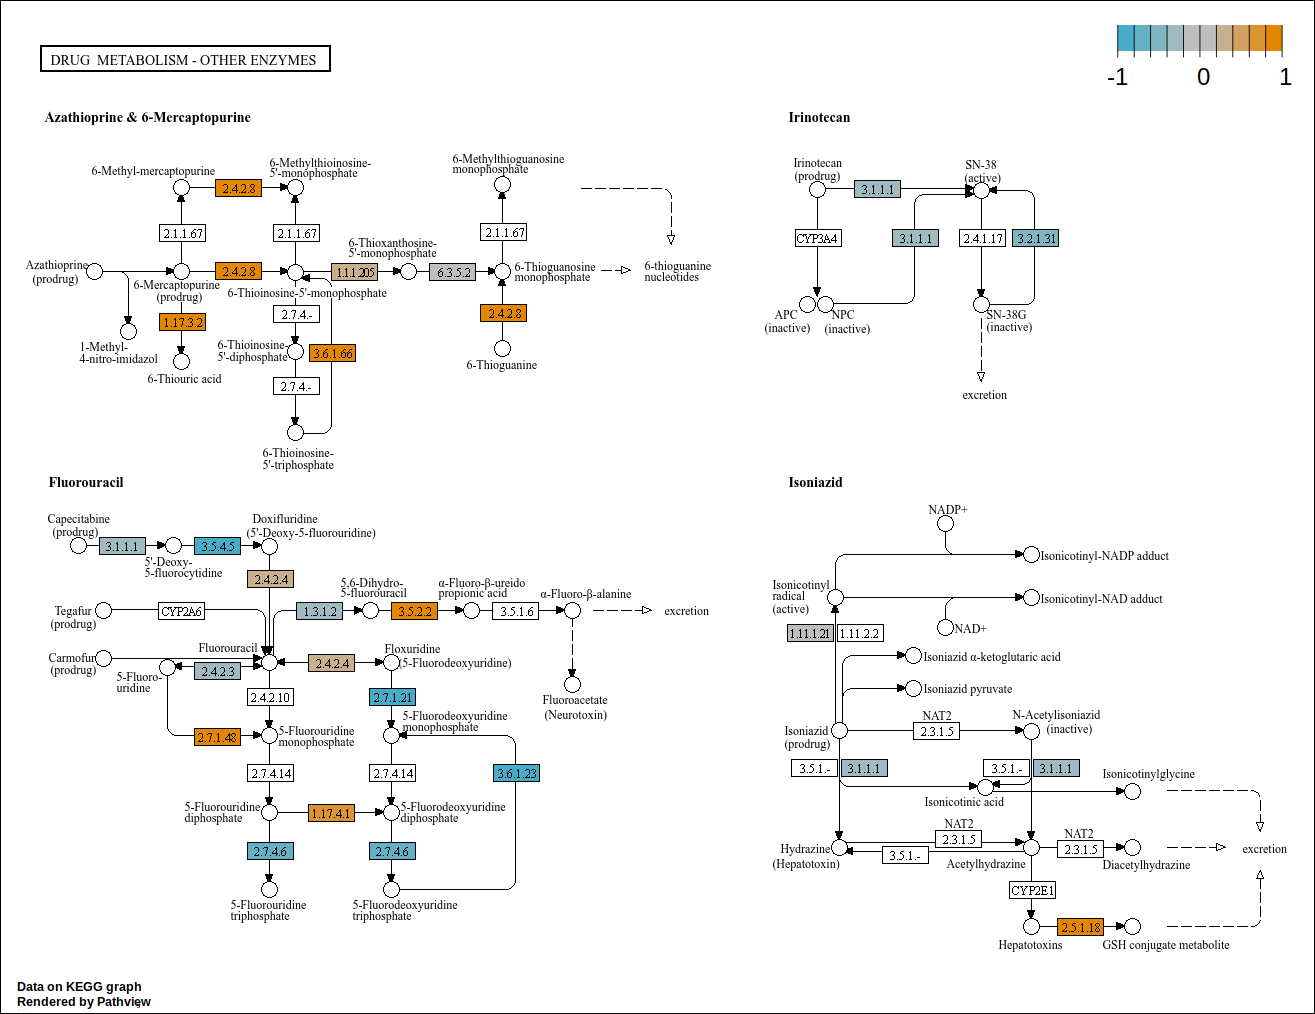 DRUG METABOLISM - OTHER ENZYMES
-1 0 1
Azathioprine & 6-Mercaptopurine
6-Methyl-mercaptopurine
2.4.2.8
6-Methylthioinosine-
5'-monophosphate
6-Methylthioguanosine
monophosphate
2.1.1.67
2.1.1.67
2.1.1.67
6-Thioxanthosine-
5'-monophosphate
Azathioprine
(prodrug)
2.4.2.8
1.1.1.205
6.3.5.2
6-Thioguanosine
monophosphate
6-thioguanine
nucleotides
6-Mercaptopurine
(prodrug)
6-Thioinosine-5'-monophosphate
1.17.3.2
2.7.4.-
2.4.2.8
1-Methyl-
4-nitro-imidazol
6-Thioinosine-
5'-diphosphate
3.6.1.66
6-Thioguanine
6-Thiouric acid
2.7.4.-
6-Thioinosine-
5'-triphosphate
Irinotecan
Irinotecan
(prodrug)
3.1.1.1
SN-38
(active)
CYP3A4
3.1.1.1
2.4.1.17
3.2.1.31
APC
(inactive)
NPC
(inactive)
SN-38G
(inactive)
excretion
Fluorouracil
Capecitabine
(prodrug)
3.1.1.1
5'-Deoxy-
5-fluorocytidine
3.5.4.5
Doxifluridine
(5'-Deoxy-5-fluorouridine)
2.4.2.4
Tegafur
(prodrug)
CYP2A6
1.3.1.2
5,6-Dihydro-
5-fluorouracil
3.5.2.2
α-Fluoro-β-ureido
propionic acid
3.5.1.6
α-Fluoro-β-alanine
excretion
Carmofur
(prodrug)
Fluorouracil
2.4.2.3
5-Fluoro-
uridine
2.4.2.4
Floxuridine
(5-Fluorodeoxyuridine)
2.4.2.10
2.7.1.21
Fluoroacetate
(Neurotoxin)
2.7.1.48
5-Fluorouridine
monophosphate
5-Fluorodeoxyuridine
monophosphate
2.7.4.14
2.7.4.14
3.6.1.23
5-Fluorouridine
diphosphate
1.17.4.1
5-Fluorodeoxyuridine
diphosphate
2.7.4.6
2.7.4.6
5-Fluorouridine
triphosphate
5-Fluorodeoxyuridine
triphosphate
Isoniazid
NADP+
Isonicotinyl-NADP adduct
Isonicotinyl
radical
(active)
Isonicotinyl-NAD adduct
NAD+
1.11.1.21
1.11.2.2
Isoniazid α-ketoglutaric acid
Isoniazid pyruvate
Isoniazid
(prodrug)
NAT2
2.3.1.5
N-Acetylisoniazid
(inactive)
3.5.1.-
3.1.1.1
3.5.1.-
3.1.1.1
Isonicotinylglycine
Isonicotinic acid
NAT2
2.3.1.5
Hydrazine
(Hepatotoxin)
3.5.1.-
Acetylhydrazine
NAT2
2.3.1.5
Diacetylhydrazine
excretion
CYP2E1
Hepatotoxins
2.5.1.18
GSH conjugate metabolite
Data on KEGG graph
Rendered by Pathview